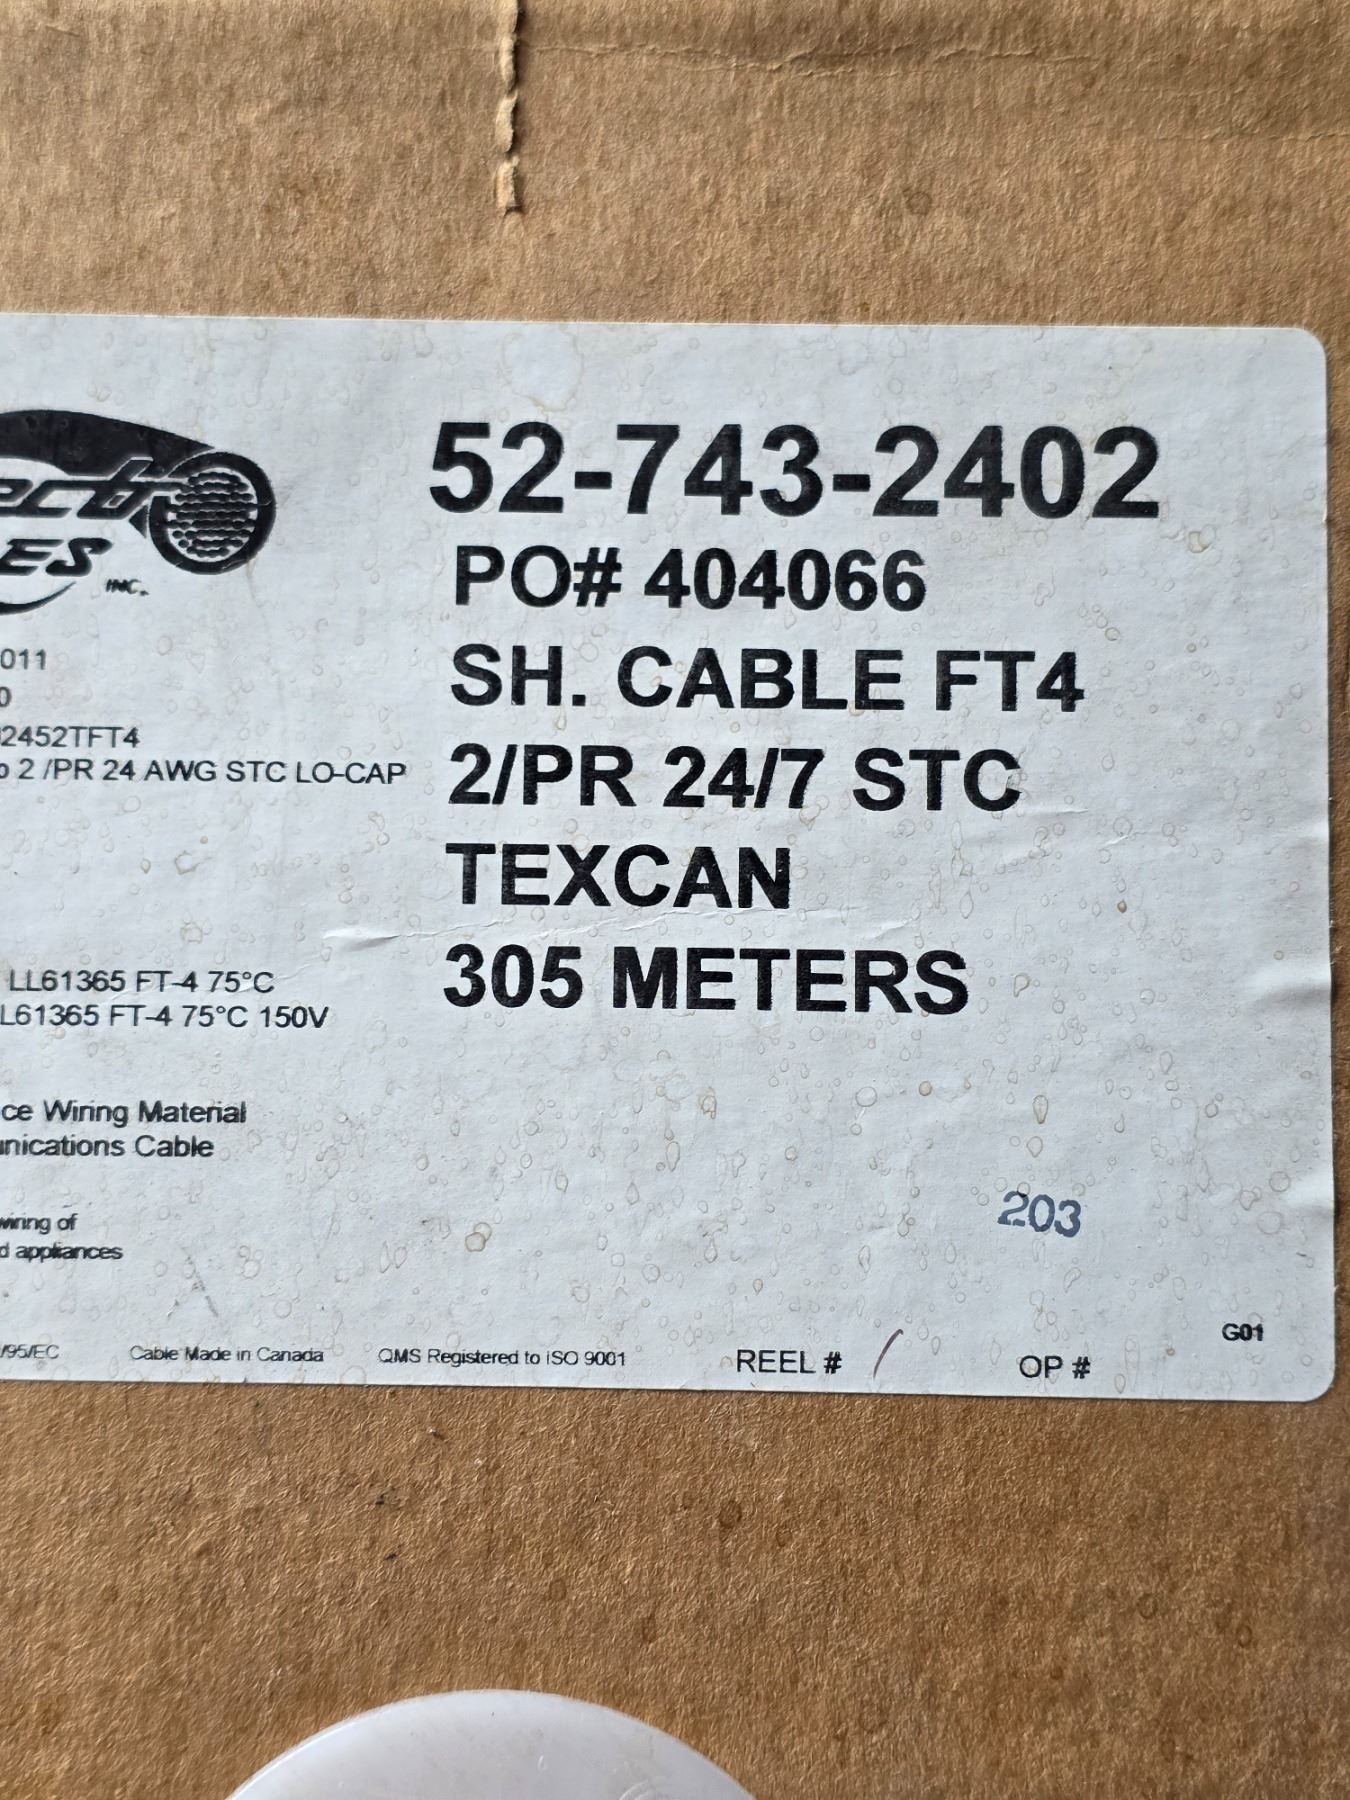 52-743-2402
PO# 404066
SH. CABLE FT4
2/PR 24/7 STC
TEXCAN
305 METERS
ES INC.
011
0
2452TFT4
2 /PR 24 AWG STC LO-CAP
LL61365 FT-4 75°C
L61365 FT-4 75°C 150V
ce Wiring Material
unications Cable
wiring of
d appliances
/95/EC
Cable Made in Canada
QMS Registered to ISO 9001
REEL # /
OP #
203
G01